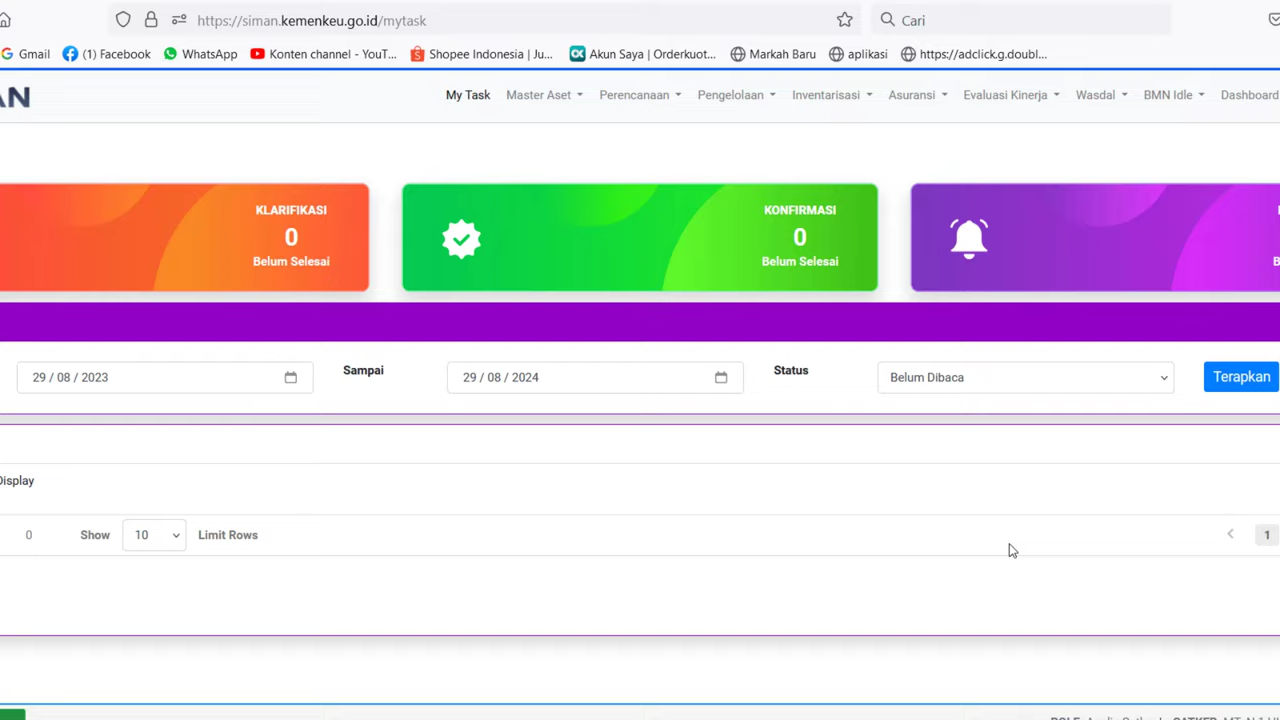 https://siman.kemenkeu.go.id/mytask
Cari
Gmail
(1) Facebook
WhatsApp
Konten channel - YouT...
Shopee Indonesia | Ju...
Akun Saya | Orderkuot...
Markah Baru
aplikasi
https://adclick.g.doubl...
AN
My Task
Master Aset
Perencanaan
Pengelolaan
Inventarisasi
Asuransi
Evaluasi Kinerja
Wasdal
BMN Idle
Dashboard
KLARIFIKASI
0
Belum Selesai
KONFIRMASI
0
Belum Selesai
29 / 08 / 2023
Sampai
29 / 08 / 2024
Status
Belum Dibaca
Terapkan
Display
0
Show
10
Limit Rows
1